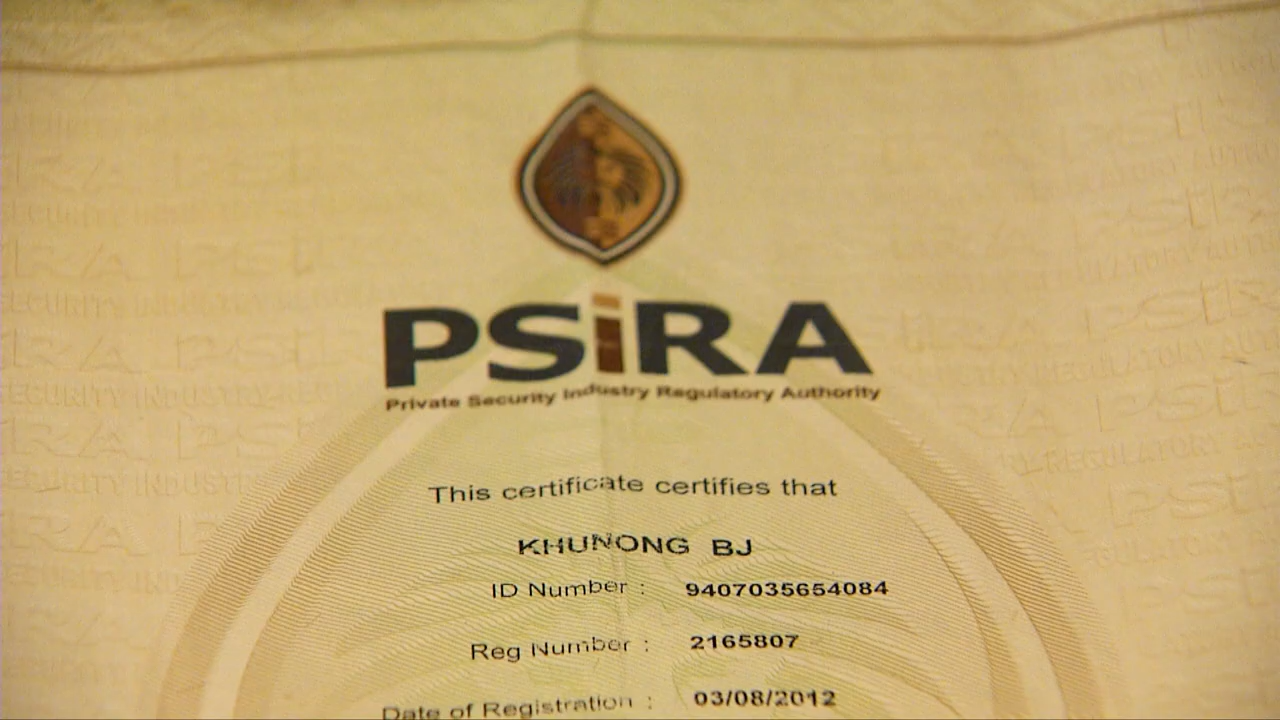 PSiRA
Private Security Industry Regulatory Authority
This certificate certifies that
KHUNONG BJ
ID Number : 9407035654084
Reg Number : 2165807
Date of Registration : 03/08/2012